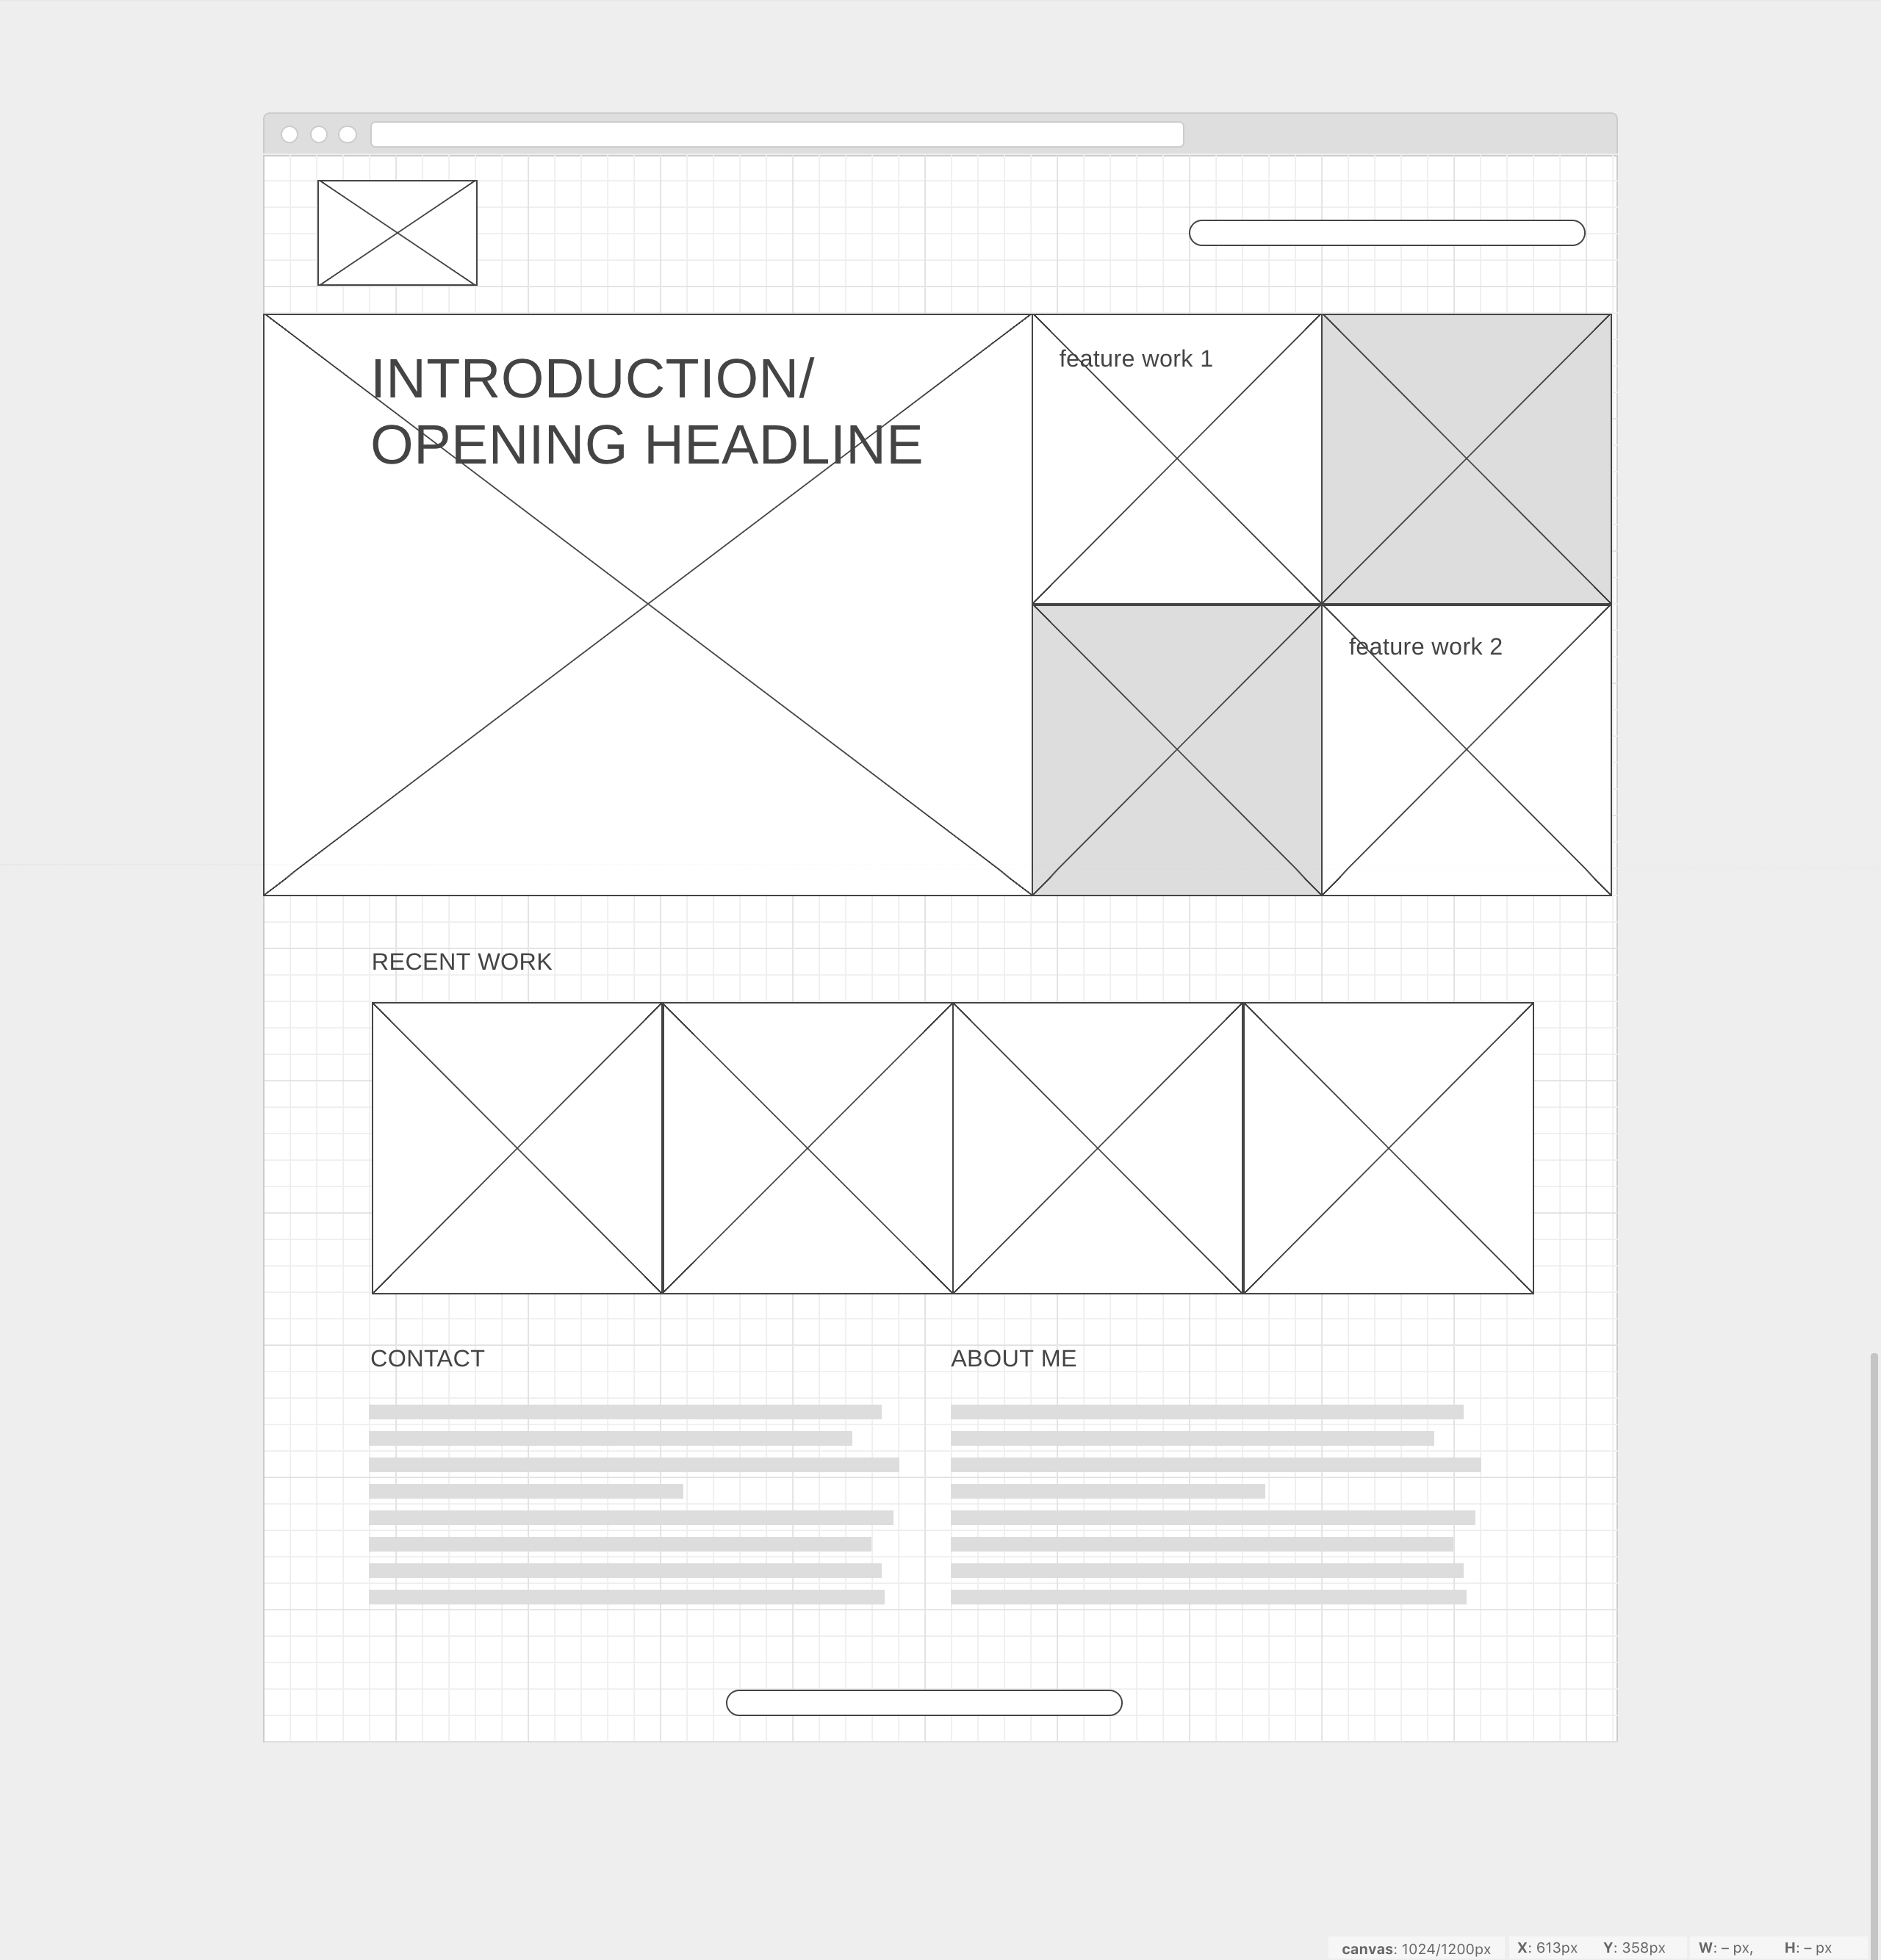 INTRODUCTION/
OPENING HEADLINE
feature work 1
feature work 2
RECENT WORK
CONTACT
ABOUT ME
canvas: 1024/1200px X: 613px Y: 358px W: – px, H: – px